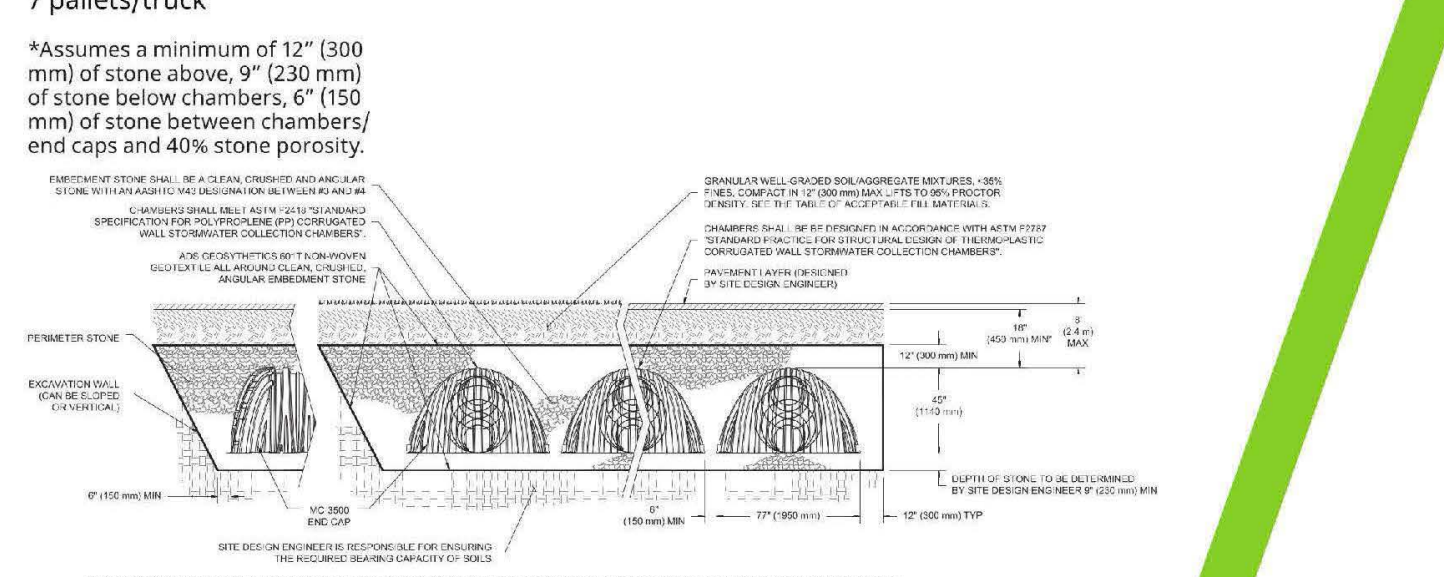 7 pallets/truck
*Assumes a minimum of 12” (300
mm) of stone above, 9” (230 mm)
of stone below chambers, 6” (150
mm) of stone between chambers/
end caps and 40% stone porosity.
EMBEDMENT STONE SHALL BE A CLEAN, CRUSHED AND ANGULAR
STONE WITH AN AASHTO M43 DESIGNATION BETWEEN #3 AND #4
CHAMBERS SHALL MEET ASTM F2418 "STANDARD
SPECIFICATION FOR POLYPROPLENE (PP) CORRUGATED
WALL STORMWATER COLLECTION CHAMBERS".
ADS GEOSYTHETICS 601T NON-WOVEN
GEOTEXTILE ALL AROUND CLEAN, CRUSHED,
ANGULAR EMBEDMENT STONE
GRANULAR WELL-GRADED SOIL/AGGREGATE MIXTURES, <35%
FINES, COMPACT IN 12" (300 mm) MAX LIFTS TO 95% PROCTOR
DENSITY. SEE THE TABLE OF ACCEPTABLE FILL MATERIALS.
CHAMBERS SHALL BE BE DESIGNED IN ACCORDANCE WITH ASTM F2787
"STANDARD PRACTICE FOR STRUCTURAL DESIGN OF THERMOPLASTIC
CORRUGATED WALL STORMWATER COLLECTION CHAMBERS".
PAVEMENT LAYER (DESIGNED
BY SITE DESIGN ENGINEER)
PERIMETER STONE
EXCAVATION WALL
(CAN BE SLOPED
OR VERTICAL)
8'
(2.4 m)
MAX
18"
(450 mm) MIN*
12" (300 mm) MIN
45"
(1140 mm)
DEPTH OF STONE TO BE DETERMINED
BY SITE DESIGN ENGINEER 9" (230 mm) MIN
6" (150 mm) MIN
MC 3500
END CAP
6"
(150 mm) MIN
77" (1950 mm)
12" (300 mm) TYP
SITE DESIGN ENGINEER IS RESPONSIBLE FOR ENSURING
THE REQUIRED BEARING CAPACITY OF SOILS